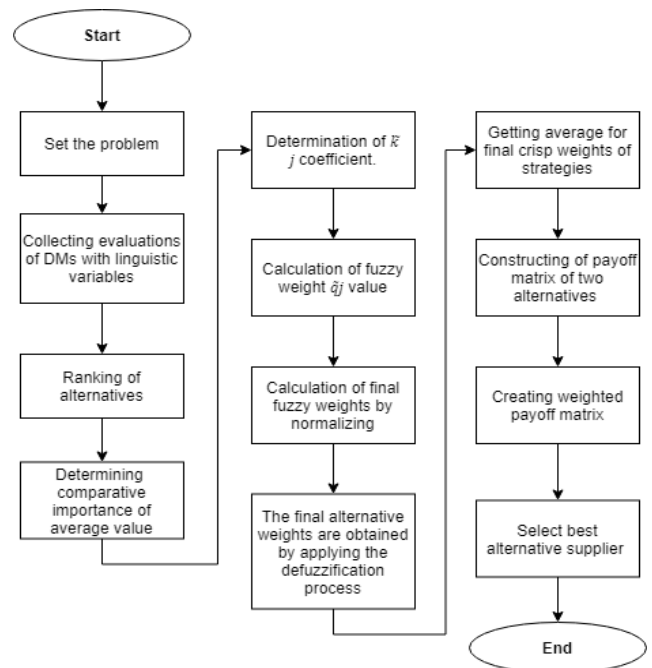 Start
Set the problem
Collecting evaluations
of DMs with linguistic
variables
Ranking of
alternatives
Determining
comparative
importance of
average value
Determination of k̃
j coefficient.
Calculation of fuzzy
weight q̃j value
Calculation of final
fuzzy weights by
normalizing
The final alternative
weights are obtained
by applying the
defuzzification
process
Getting average for
final crisp weights of
strategies
Constructing of payoff
matrix of two
alternatives
Creating weighted
payoff matrix
Select best
alternative supplier
End